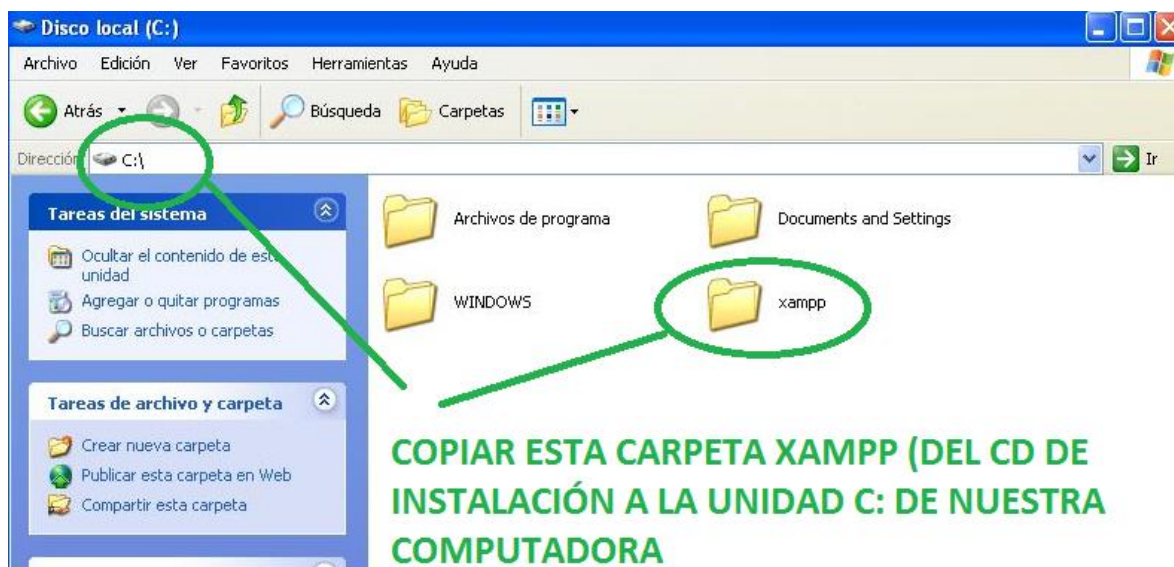 Disco local (C:)
Archivo Edición Ver Favoritos Herramientas Ayuda
Atrás Búsqueda Carpetas
Dirección C:\ Ir
Tareas del sistema
Ocultar el contenido de esta
unidad
Agregar o quitar programas
Buscar archivos o carpetas
Tareas de archivo y carpeta
Crear nueva carpeta
Publicar esta carpeta en Web
Compartir esta carpeta
Archivos de programa
Documents and Settings
WINDOWS
xampp
COPIAR ESTA CARPETA XAMPP (DEL CD DE
INSTALACIÓN A LA UNIDAD C: DE NUESTRA
COMPUTADORA